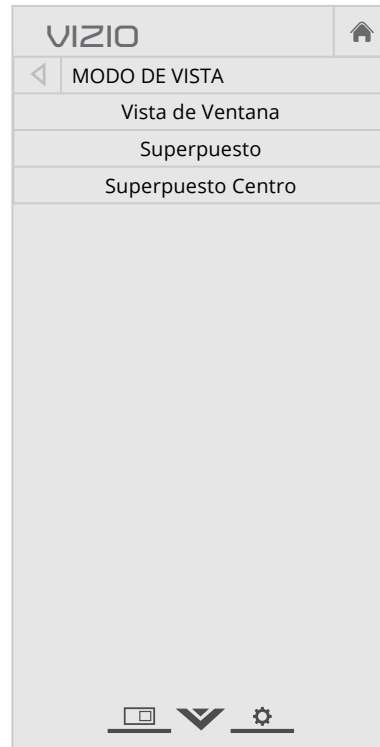 VIZIO
MODO DE VISTA
Vista de Ventana
Superpuesto
Superpuesto Centro